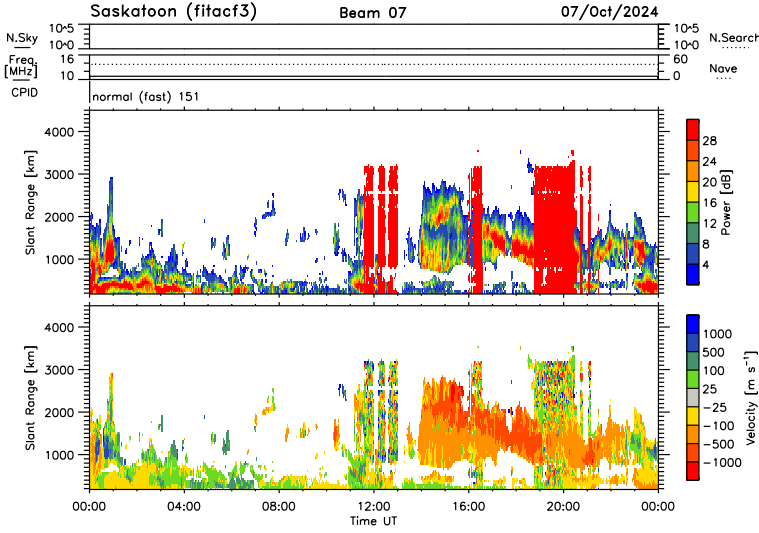 Saskatoon (fitacf3) Beam 07 07/Oct/2024
10^5 10^5
N.Sky N.Search
10^0 10^0
Freq. 16 60
[MHz] Nave
10 0
CPID normal (fast) 151
4000
3000
2000
1000
Slant Range [km]
28
24
20
16
12
8
4
Power [dB]
4000
3000
2000
1000
Slant Range [km]
1000
500
100
25
-25
-100
-500
-1000
Velocity [m s⁻¹]
00:00 04:00 08:00 12:00 16:00 20:00 00:00
Time UT